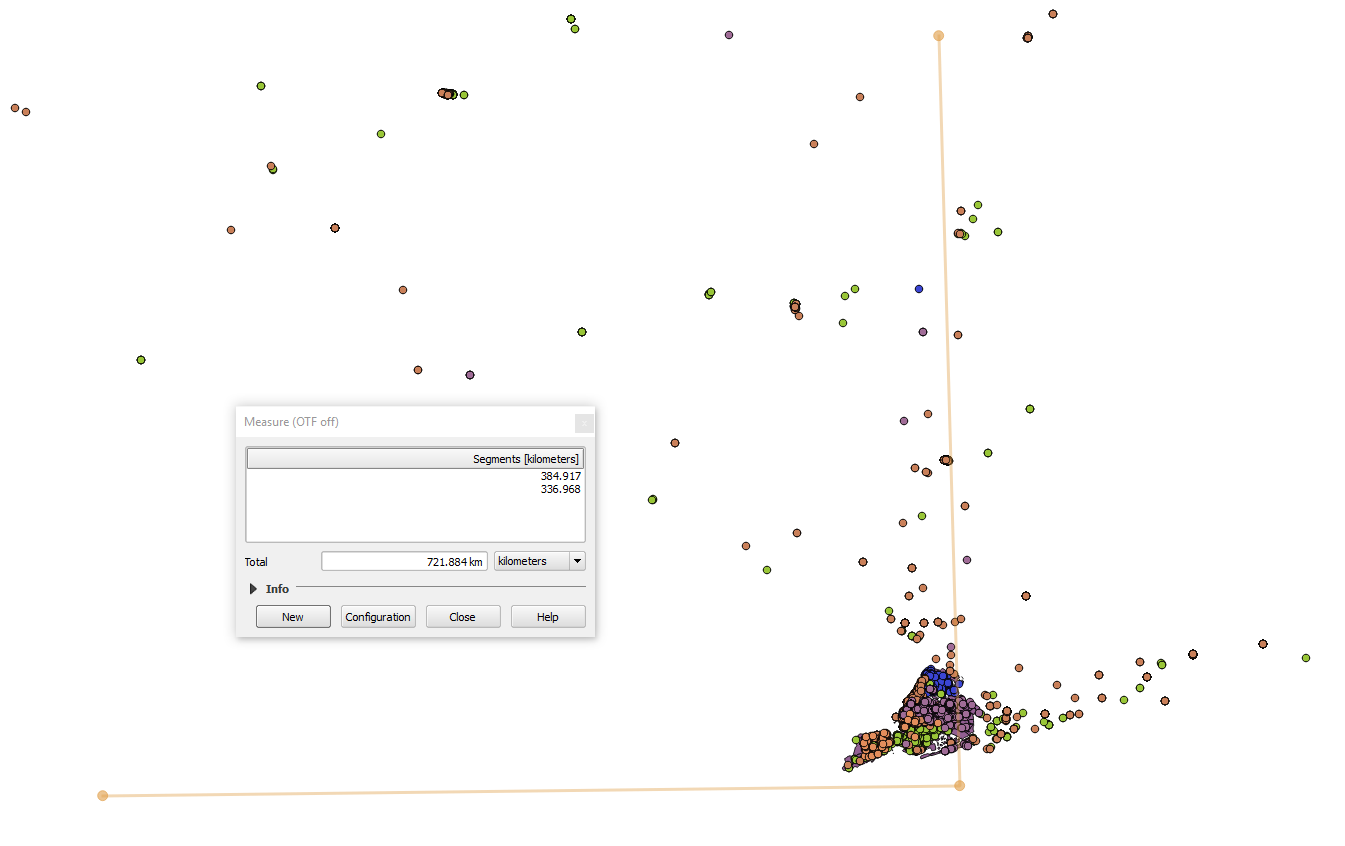 Measure (OTF off)
Segments [kilometers]
384.917
336.968
Total 721.884 km kilometers
Info
New Configuration Close Help